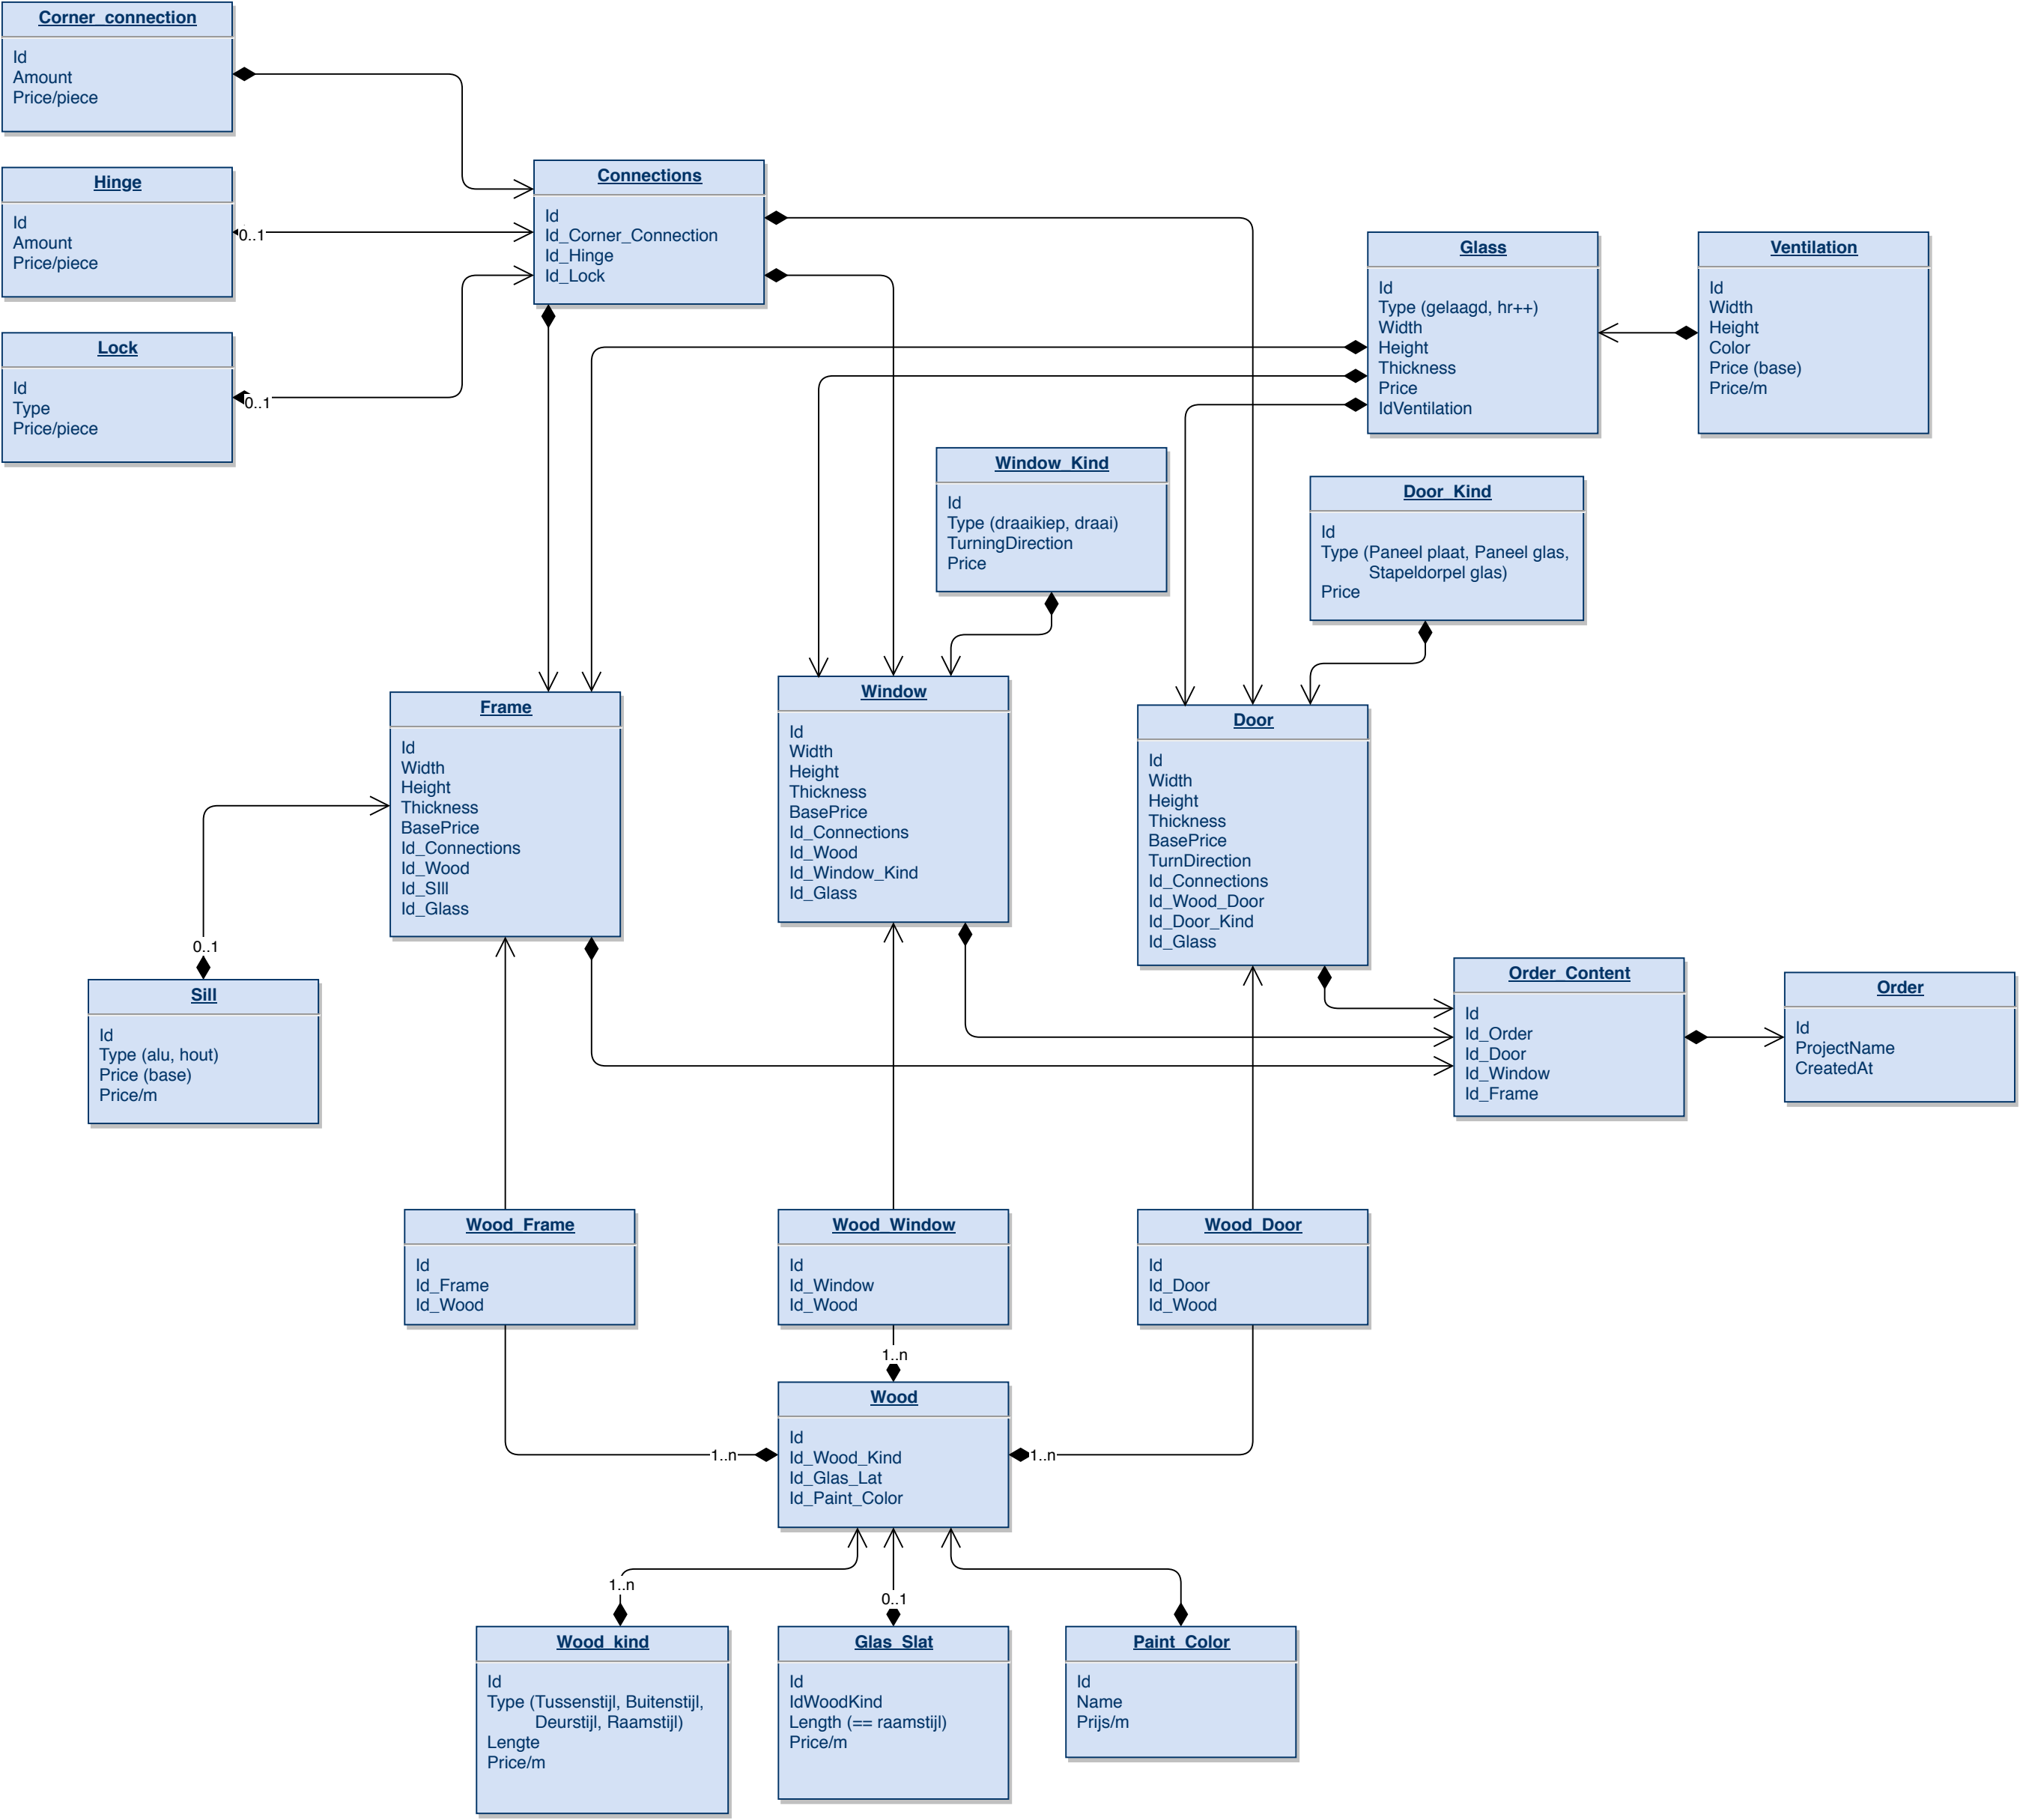 Corner_connection
Id
Amount
Price/piece
Hinge
Id
Amount
Price/piece
0..1
Lock
Id
Type
Price/piece
0..1
Connections
Id
Id_Corner_Connection
Id_Hinge
Id_Lock
Glass
Id
Type (gelaagd, hr++)
Width
Height
Thickness
Price
IdVentilation
Ventilation
Id
Width
Height
Color
Price (base)
Price/m
Window_Kind
Id
Type (draaikiep, draai)
TurningDirection
Price
Door_Kind
Id
Type (Paneel plaat, Paneel glas,
Stapeldorpel glas)
Price
Frame
Id
Width
Height
Thickness
BasePrice
Id_Connections
Id_Wood
Id_SIll
Id_Glass
Window
Id
Width
Height
Thickness
BasePrice
Id_Connections
Id_Wood
Id_Window_Kind
Id_Glass
Door
Id
Width
Height
Thickness
BasePrice
TurnDirection
Id_Connections
Id_Wood_Door
Id_Door_Kind
Id_Glass
0..1
Sill
Id
Type (alu, hout)
Price (base)
Price/m
Order_Content
Id
Id_Order
Id_Door
Id_Window
Id_Frame
Order
Id
ProjectName
CreatedAt
Wood_Frame
Id
Id_Frame
Id_Wood
Wood_Window
Id
Id_Window
Id_Wood
Wood_Door
Id
Id_Door
Id_Wood
1..n
1..n
1..n
Wood
Id
Id_Wood_Kind
Id_Glas_Lat
Id_Paint_Color
1..n
0..1
Wood_kind
Id
Type (Tussenstijl, Buitenstijl,
Deurstijl, Raamstijl)
Lengte
Price/m
Glas_Slat
Id
IdWoodKind
Length (== raamstijl)
Price/m
Paint_Color
Id
Name
Prijs/m